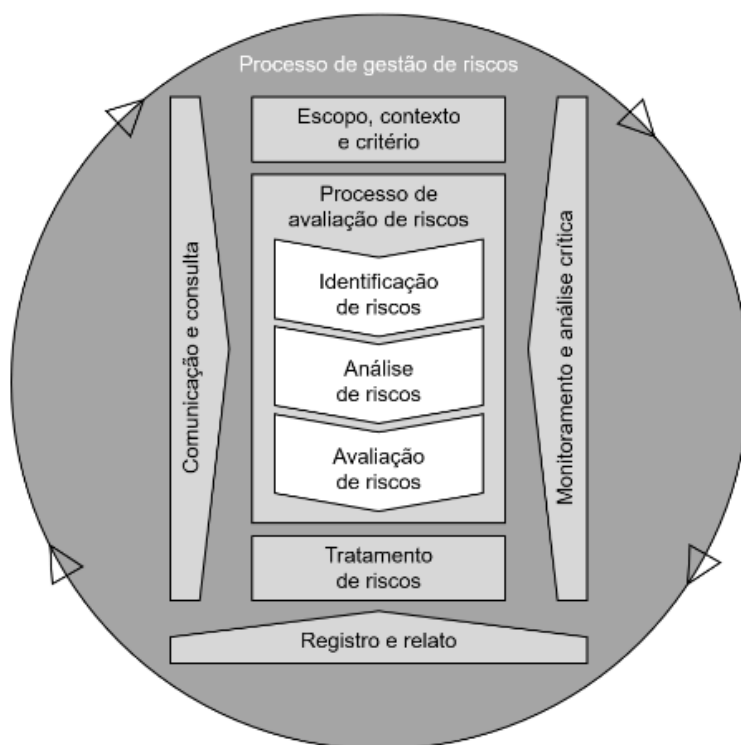 Processo de gestão de riscos
Escopo, contexto
e critério
Processo de
avaliação de riscos
Identificação
de riscos
Análise
de riscos
Avaliação
de riscos
Tratamento
de riscos
Comunicação e consulta
Monitoramento e análise crítica
Registro e relato